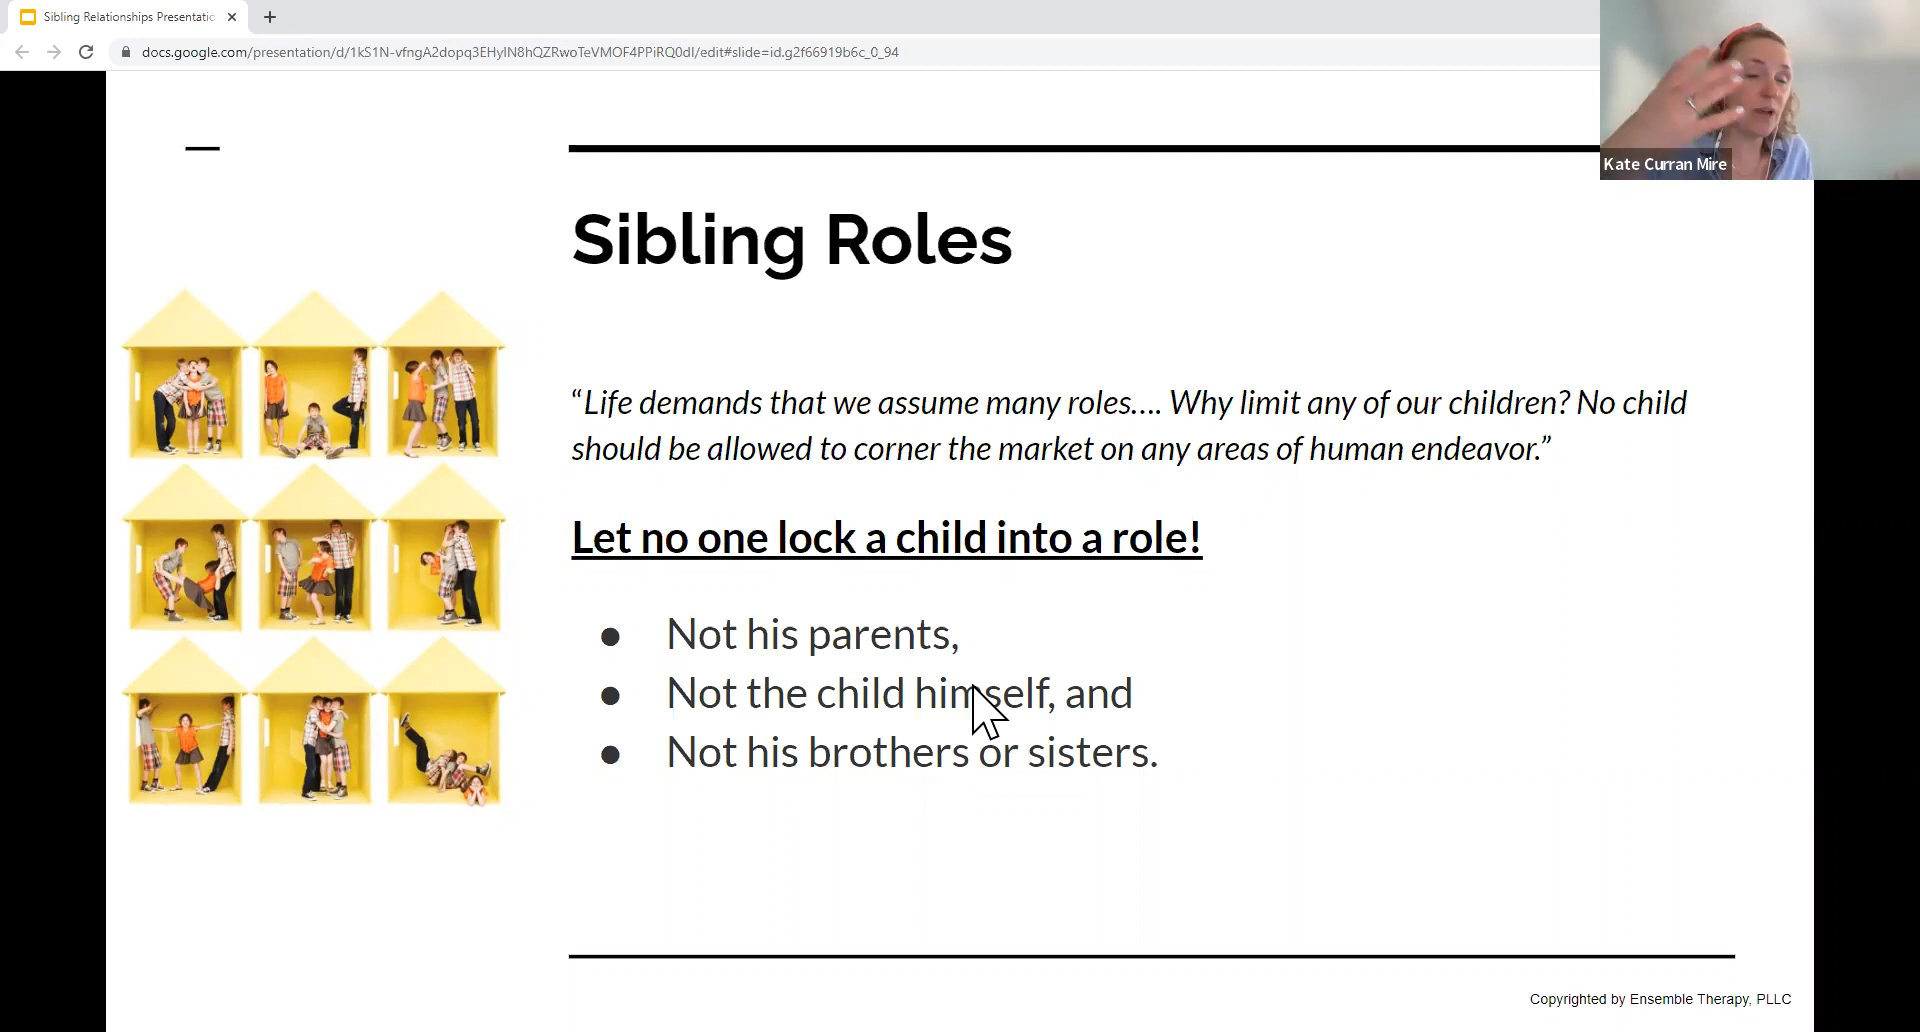 Sibling Relationships Presentatio
docs.google.com/presentation/d/1kS1N-vfngA2dopq3EHyIN8hQZRwoTeVMOF4PPiRQ0dI/edit#slide=id.g2f66919b6c_0_94
Kate Curran Mire
Sibling Roles
“Life demands that we assume many roles…. Why limit any of our children? No child
should be allowed to corner the market on any areas of human endeavor.”
Let no one lock a child into a role!
● Not his parents,
● Not the child himself, and
● Not his brothers or sisters.
Copyrighted by Ensemble Therapy, PLLC